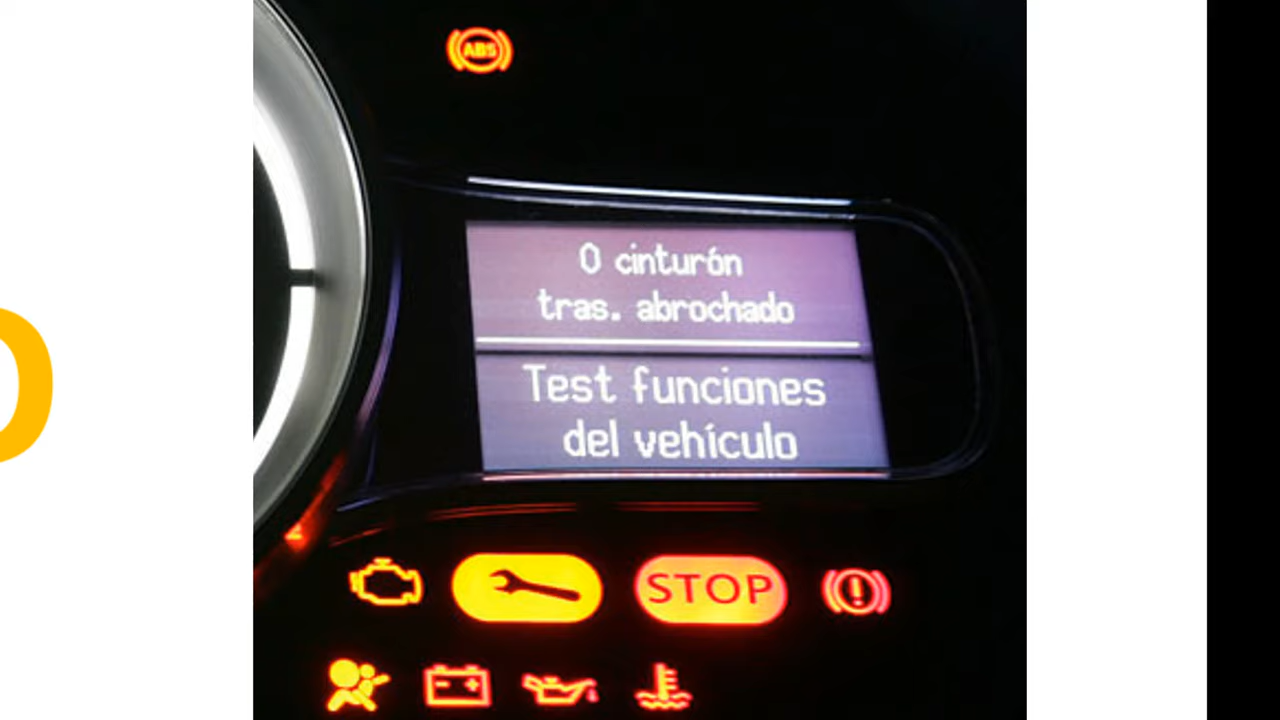 ABS
0 cinturón
tras. abrochado
Test funciones
del vehículo
STOP